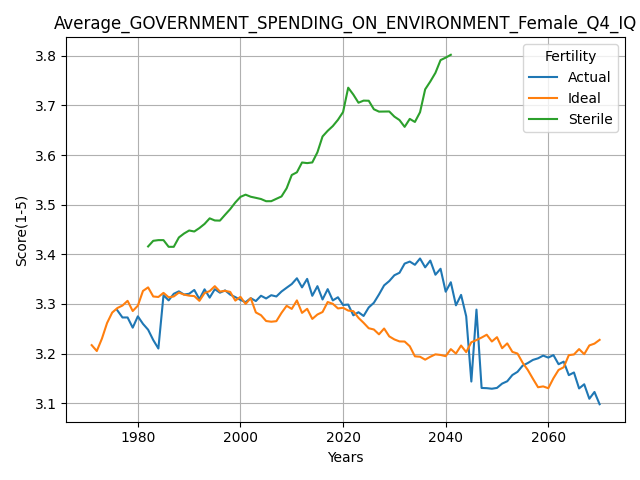 Average_GOVERNMENT_SPENDING_ON_ENVIRONMENT_Female_Q4_IQ
Fertility
Actual
Ideal
Sterile
Score(1-5)
3.8
3.7
3.6
3.5
3.4
3.3
3.2
3.1
1980 2000 2020 2040 2060
Years